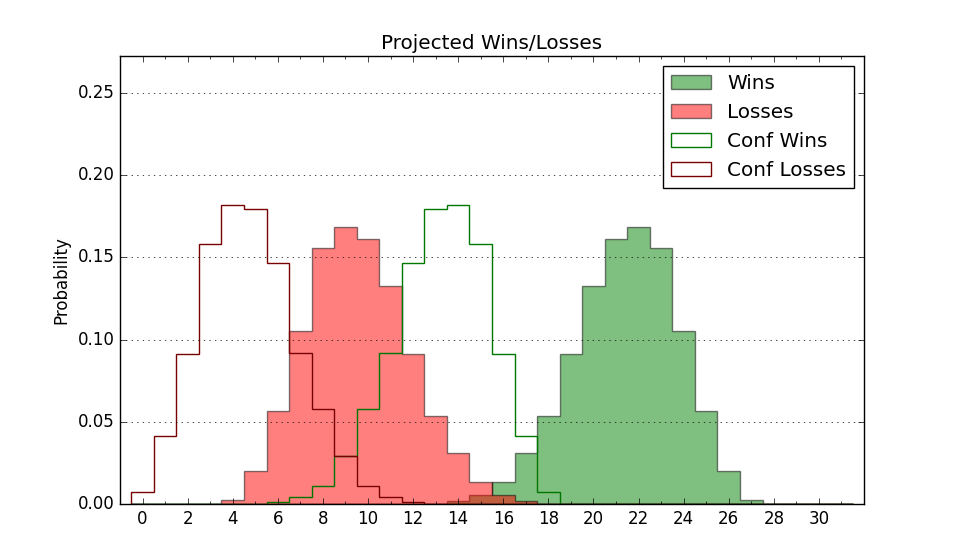 Projected Wins/Losses
Wins
Losses
Conf Wins
Conf Losses
Probability
0.25
0.20
0.15
0.10
0.05
0.00
0 2 4 6 8 10 12 14 16 18 20 22 24 26 28 30